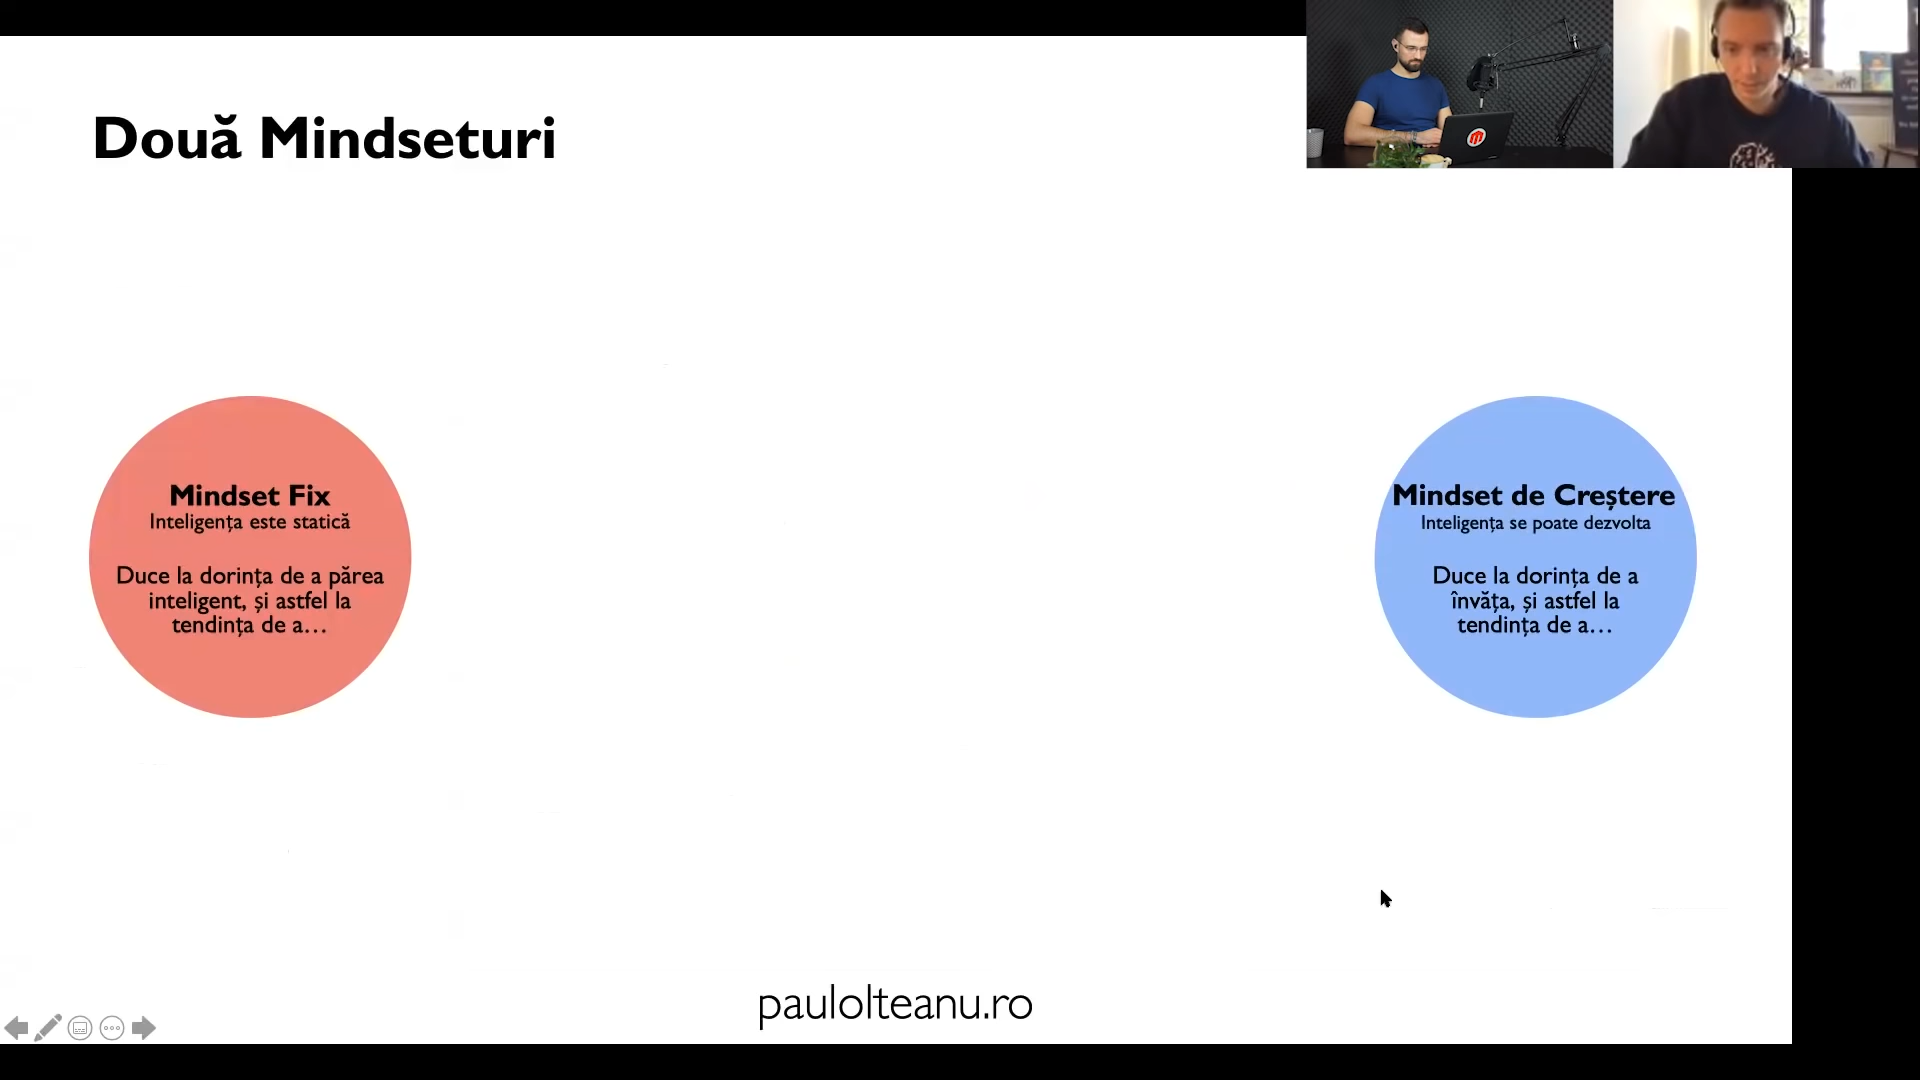 Două Mindseturi
Mindset Fix
Inteligența este statică
Duce la dorința de a părea
inteligent, și astfel la
tendința de a…
Mindset de Creștere
Inteligența se poate dezvolta
Duce la dorința de a
învăța, și astfel la
tendința de a…
paulolteanu.ro